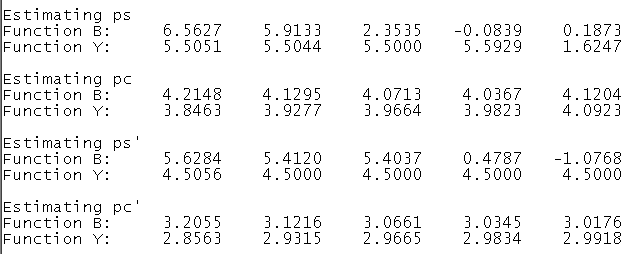 Estimating ps
Function B: 6.5627 5.9133 2.3535 -0.0839 0.1873
Function Y: 5.5051 5.5044 5.5000 5.5929 1.6247
Estimating pc
Function B: 4.2148 4.1295 4.0713 4.0367 4.1204
Function Y: 3.8463 3.9277 3.9664 3.9823 4.0923
Estimating ps'
Function B: 5.6284 5.4120 5.4037 0.4787 -1.0768
Function Y: 4.5056 4.5000 4.5000 4.5000 4.5000
Estimating pc'
Function B: 3.2055 3.1216 3.0661 3.0345 3.0176
Function Y: 2.8563 2.9315 2.9665 2.9834 2.9918